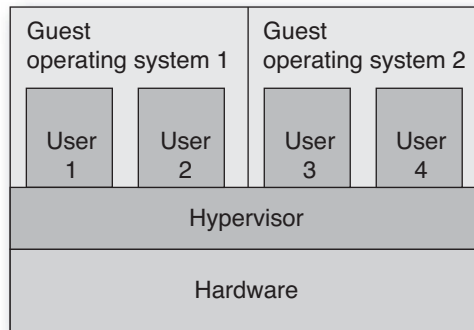 Guest
operating system 1
Guest
operating system 2
User
1
User
2
User
3
User
4
Hypervisor
Hardware